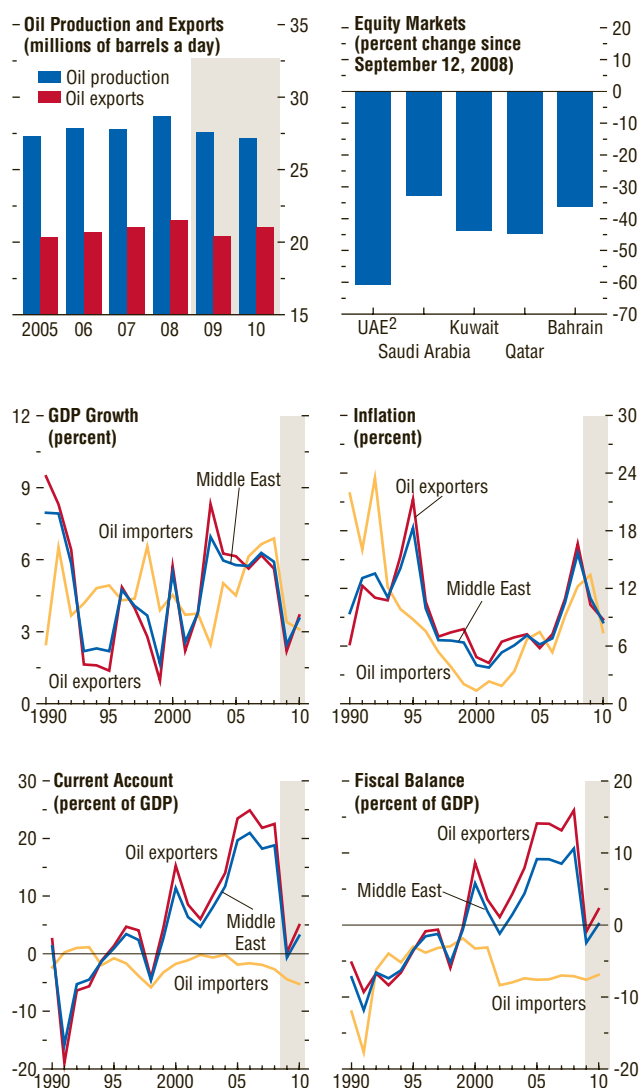 Oil Production and Exports
(millions of barrels a day)
Oil production
Oil exports
35
30
25
20
15
2005 06 07 08 09 10
Equity Markets
(percent change since
September 12, 2008)
20
10
0
-10
-20
-30
-40
-50
-60
-70
UAE2 Kuwait Bahrain
Saudi Arabia Qatar
GDP Growth
(percent)
12
9
6
3
0
Middle East
Oil importers
Oil exporters
1990 95 2000 05 10
Inflation
(percent)
30
24
18
12
6
0
Oil exporters
Middle East
Oil importers
1990 95 2000 05 10
Current Account
(percent of GDP)
30
20
10
0
-10
-20
Oil exporters
Middle
East
Oil importers
1990 95 2000 05 10
Fiscal Balance
(percent of GDP)
20
15
10
5
0
-5
-10
-15
-20
Oil exporters
Middle East
Oil importers
1990 95 2000 05 10